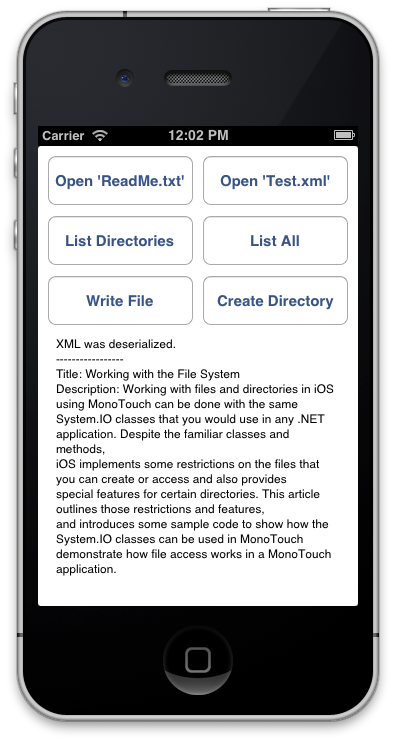 Carrier 12:02 PM
Open 'ReadMe.txt' Open 'Test.xml'
List Directories List All
Write File Create Directory
XML was deserialized.
-----------------
Title: Working with the File System
Description: Working with files and directories in iOS
using MonoTouch can be done with the same
System.IO classes that you would use in any .NET
application. Despite the familiar classes and
methods,
iOS implements some restrictions on the files that
you can create or access and also provides
special features for certain directories. This article
outlines those restrictions and features,
and introduces some sample code to show how the
System.IO classes can be used in MonoTouch
demonstrate how file access works in a MonoTouch
application.